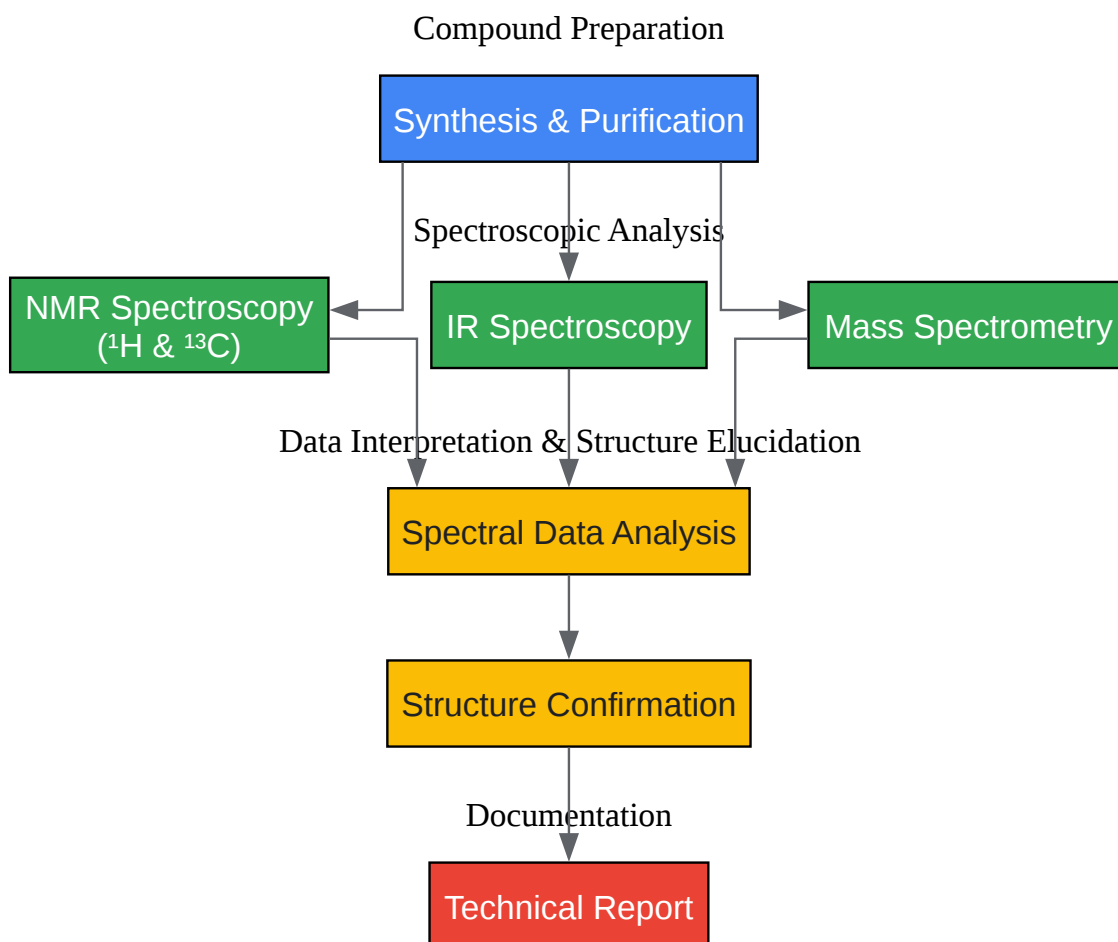 Compound Preparation
Synthesis & Purification
Spectroscopic Analysis
NMR Spectroscopy
(¹H & ¹³C)
IR Spectroscopy
Mass Spectrometry
Data Interpretation & Structure Elucidation
Spectral Data Analysis
Structure Confirmation
Documentation
Technical Report